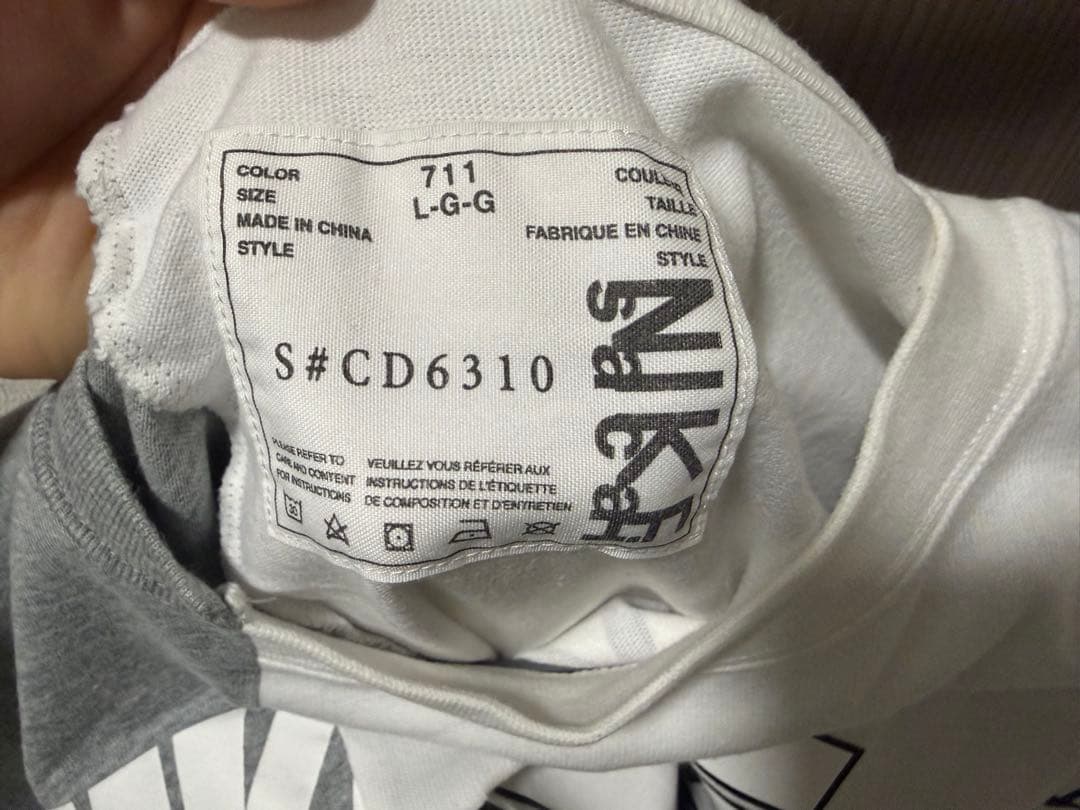 COLOR 711 COULEUR
SIZE L-G-G TAILLE
MADE IN CHINA FABRIQUE EN CHINE
STYLE STYLE
S#CD6310
NIKE
sacai
PLEASE REFER TO
CARE AND CONTENT
FOR INSTRUCTIONS
VEUILLEZ VOUS RÉFÉRER AUX
INSTRUCTIONS DE L'ÉTIQUETTE
DE COMPOSITION ET D'ENTRETIEN
30